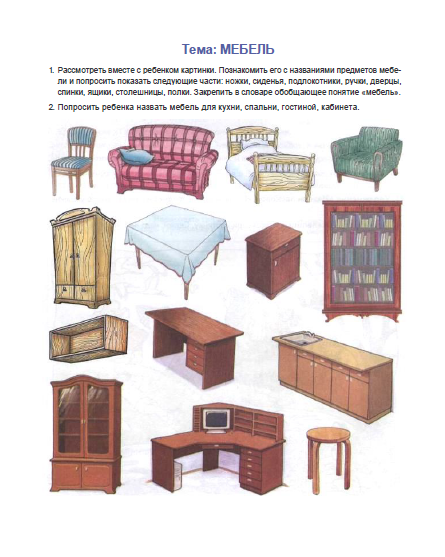 Тема: МЕБЕЛЬ
1. Рассмотреть вместе с ребенком картинки. Познакомить его с названиями предметов мебе-
ли и попросить показать следующие части: ножки, сиденья, подлокотники, ручки, дверцы,
спинки, ящики, столешницы, полки. Закрепить в словаре обобщающее понятие «мебель».
2. Попросить ребенка назвать мебель для кухни, спальни, гостиной, кабинета.